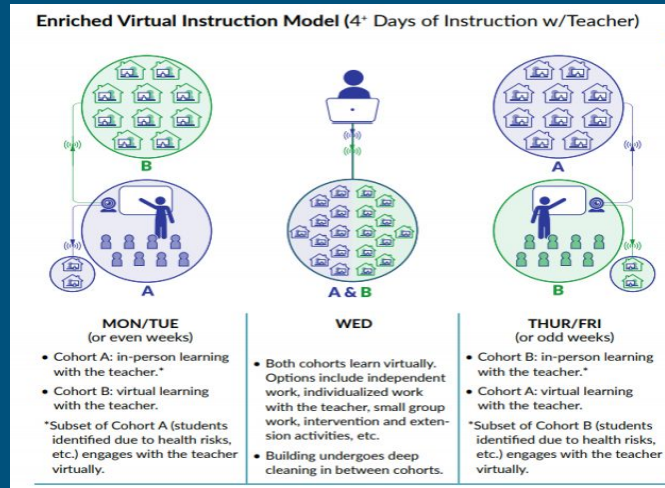 Enriched Virtual Instruction Model (4+ Days of Instruction w/Teacher)
B
A
A & B
A
B
MON/TUE
(or even weeks)
• Cohort A: in-person learning
with the teacher.*
• Cohort B: virtual learning
with the teacher.
*Subset of Cohort A (students
identified due to health risks,
etc.) engages with the teacher
virtually.
WED
• Both cohorts learn virtually.
Options include independent
work, individualized work
with the teacher, small group
work, intervention and exten-
sion activities, etc.
• Building undergoes deep
cleaning in between cohorts.
THUR/FRI
(or odd weeks)
• Cohort B: in-person learning
with the teacher.*
• Cohort A: virtual learning
with the teacher.
*Subset of Cohort B (students
identified due to health risks,
etc.) engages with the teacher
virtually.